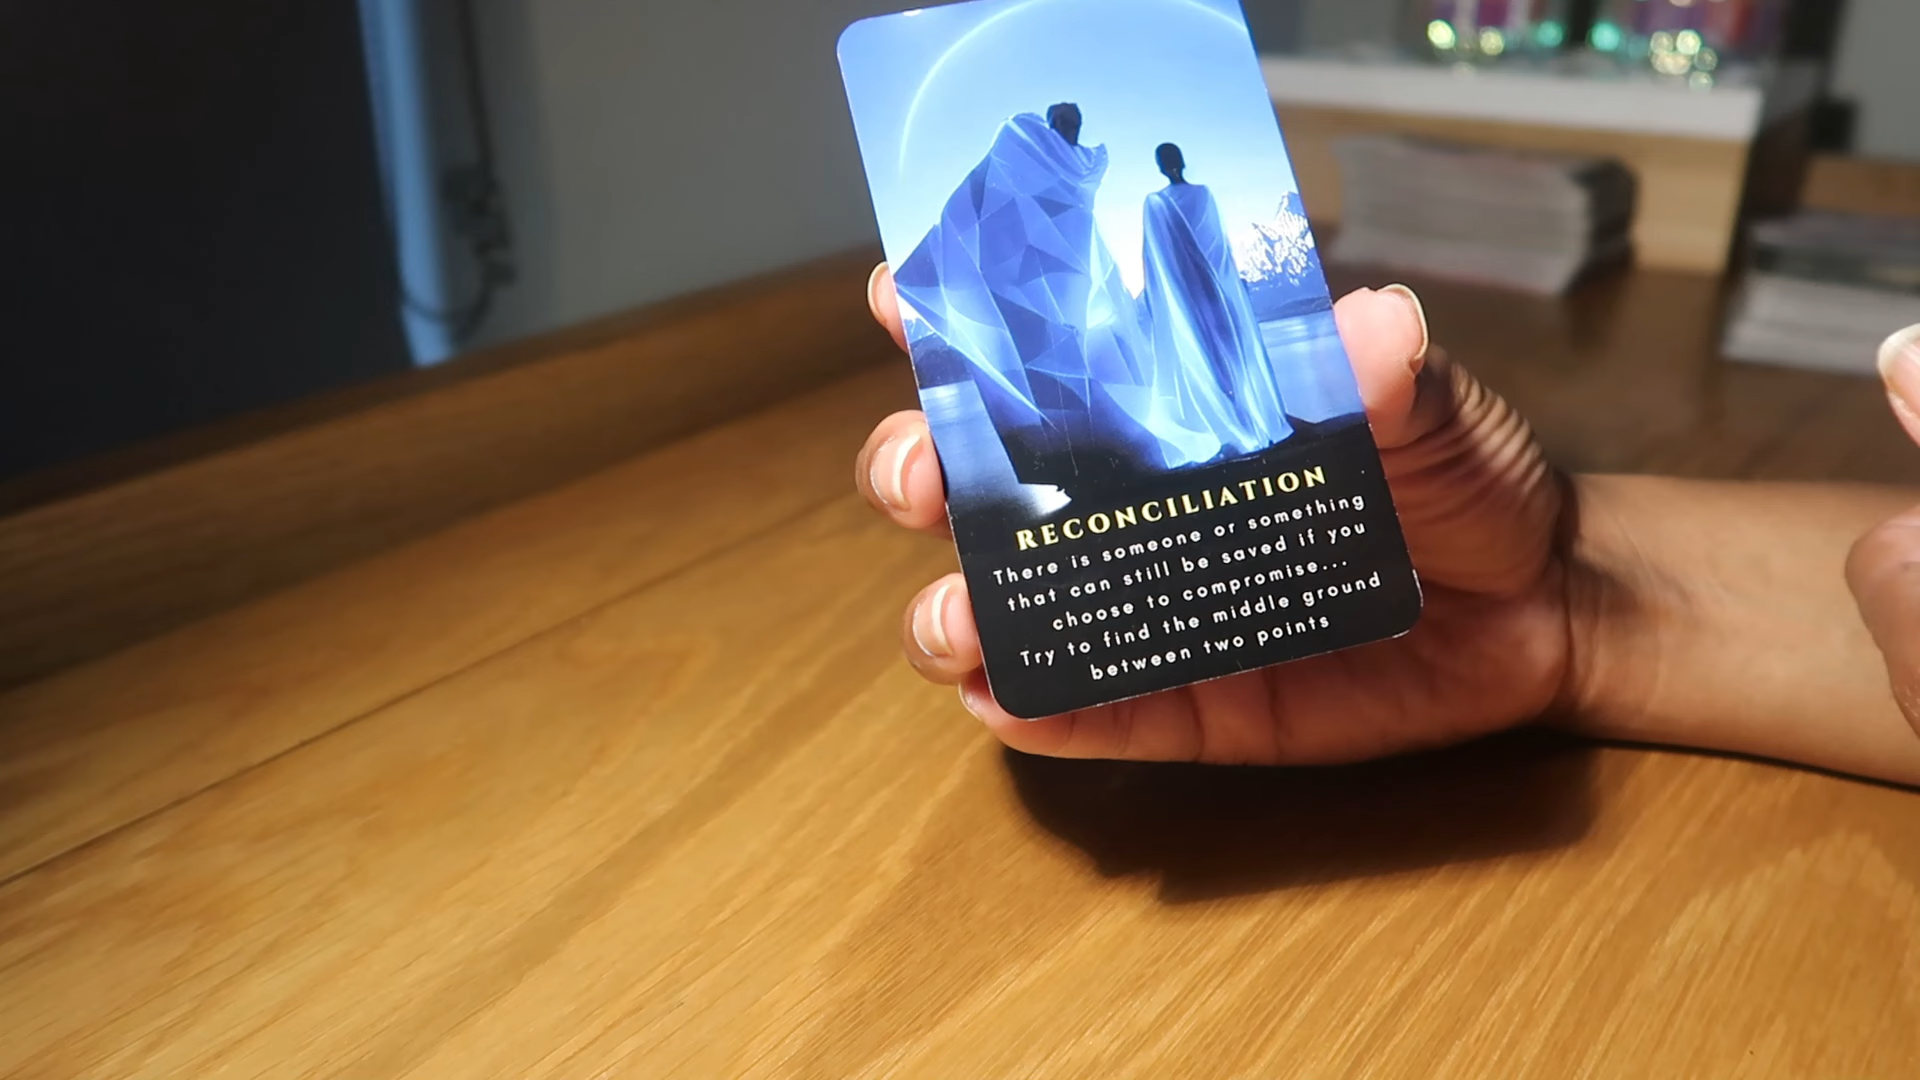 RECONCILIATION
There is someone or something
that can still be saved if you
choose to compromise...
Try to find the middle ground
between two points